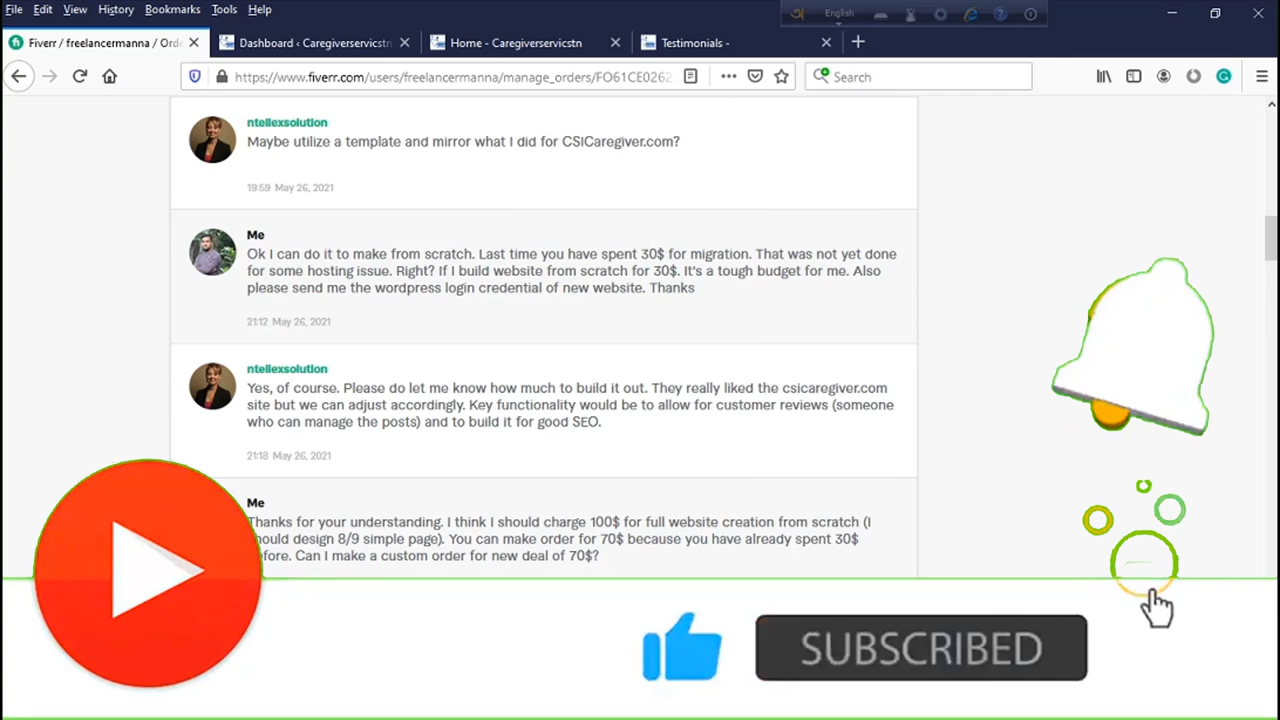 File Edit View History Bookmarks Tools Help
English
Fiverr / freelancermanna / Orde
Dashboard ‹ Caregiverservicstn
Home - Caregiverservicstn
Testimonials -
https://www.fiverr.com/users/freelancermanna/manage_orders/FO61CE0262
Search
ntellexsolution
Maybe utilize a template and mirror what I did for CSICaregiver.com?
19:59 May 26, 2021
Me
Ok I can do it to make from scratch. Last time you have spent 30$ for migration. That was not yet done
for some hosting issue. Right? If I build website from scratch for 30$. It's a tough budget for me. Also
please send me the wordpress login credential of new website. Thanks
21:12 May 26, 2021
ntellexsolution
Yes, of course. Please do let me know how much to build it out. They really liked the csicaregiver.com
site but we can adjust accordingly. Key functionality would be to allow for customer reviews (someone
who can manage the posts) and to build it for good SEO.
21:18 May 26, 2021
Me
Thanks for your understanding. I think I should charge 100$ for full website creation from scratch (I
hould design 8/9 simple page). You can make order for 70$ because you have already spent 30$
efore. Can I make a custom order for new deal of 70$?
SUBSCRIBED